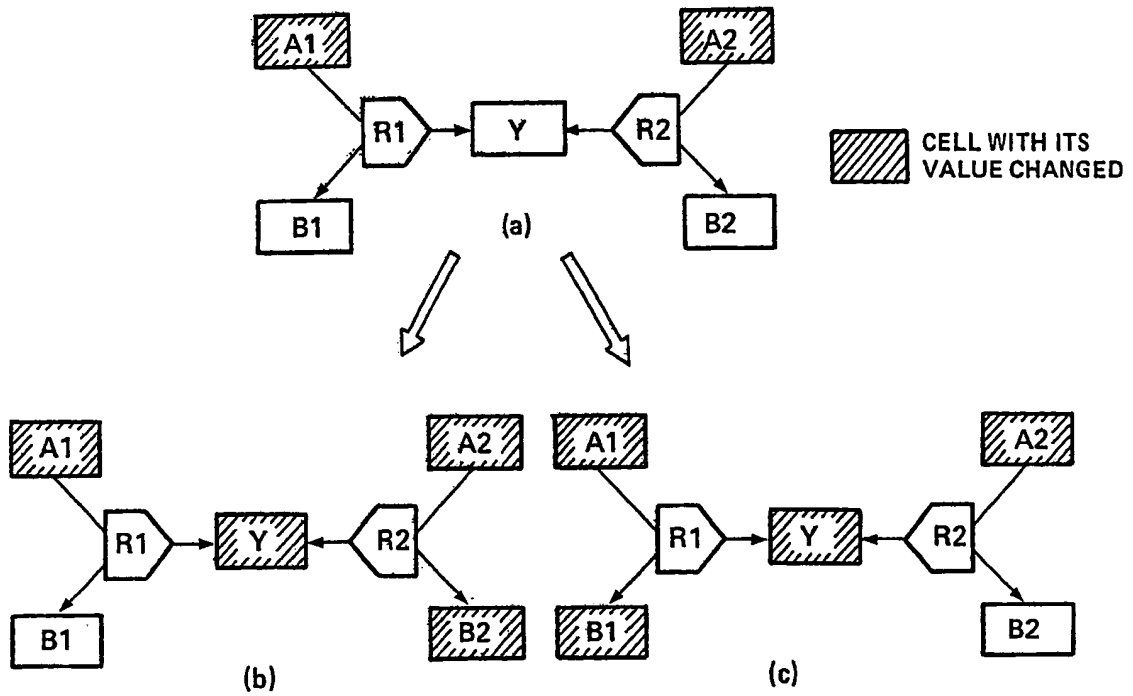 A1
A2
R1
Y
R2
CELL WITH ITS
VALUE CHANGED
B1
(a)
B2
A1
A2
R1
Y
R2
B1
B2
(b)
A1
A2
R1
Y
R2
B1
B2
(c)